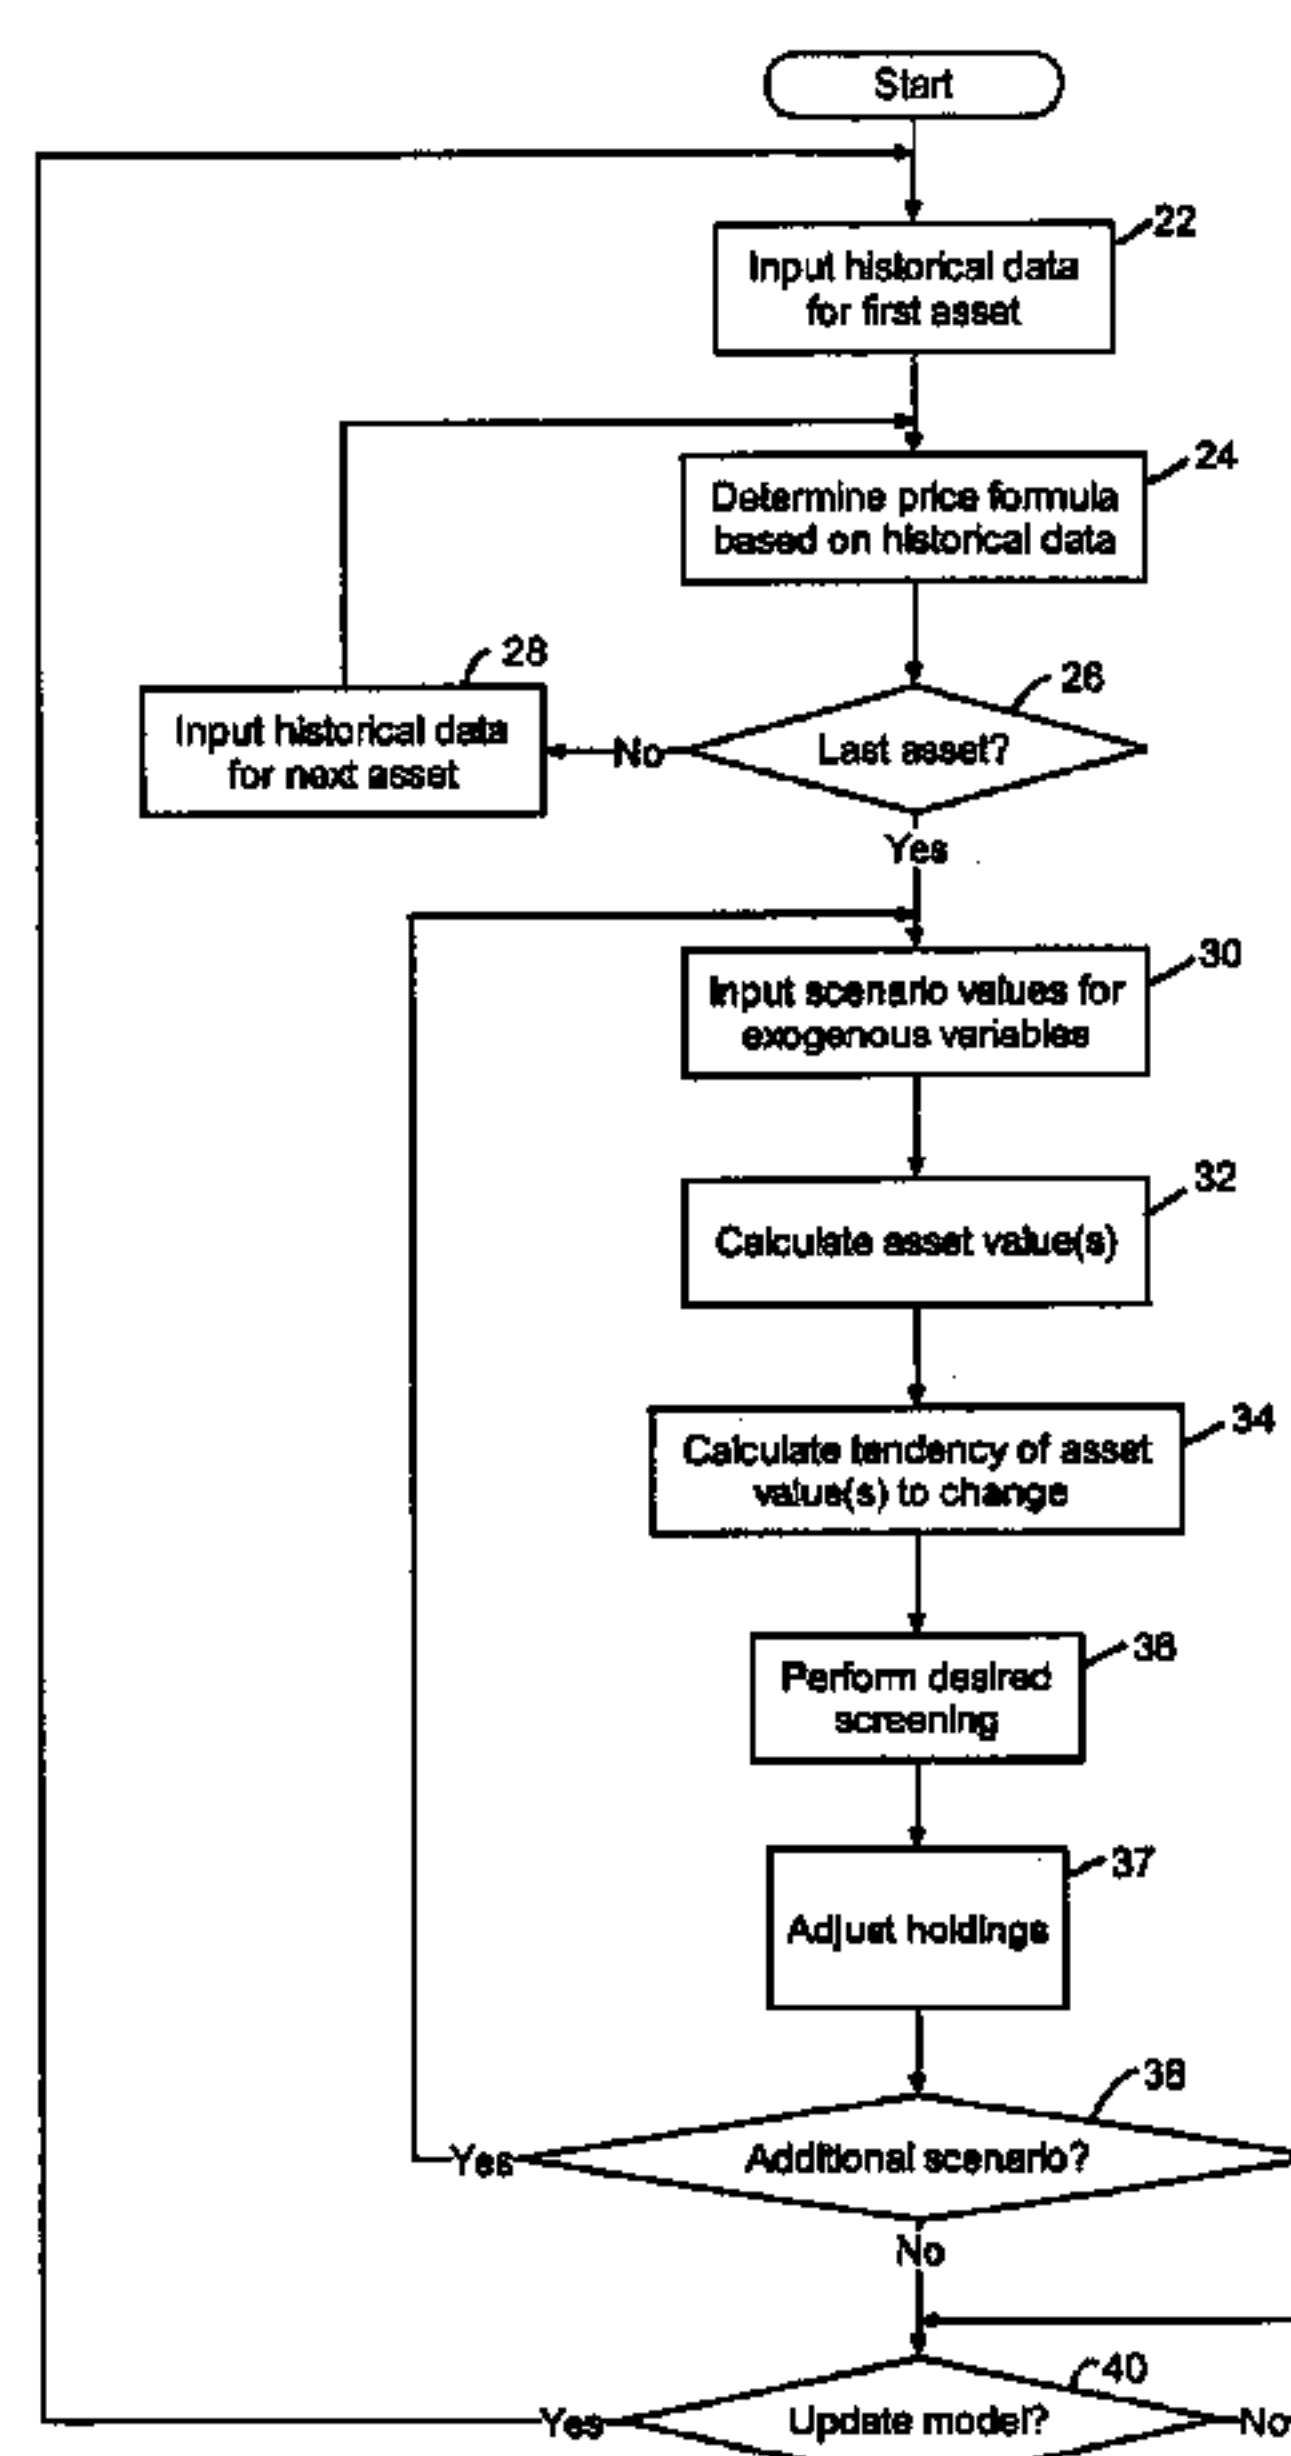 Start
22
Input historical data
for first asset
24
Determine price formula
based on historical data
28
Input historical data
for next asset
No
26
Last asset?
Yes
30
Input scenario values for
exogenous variables
32
Calculate asset value(s)
34
Calculate tendency of asset
value(s) to change
36
Perform desired
screening
37
Adjust holdings
38
Yes
Additional scenario?
No
40
Yes
Update model?
No